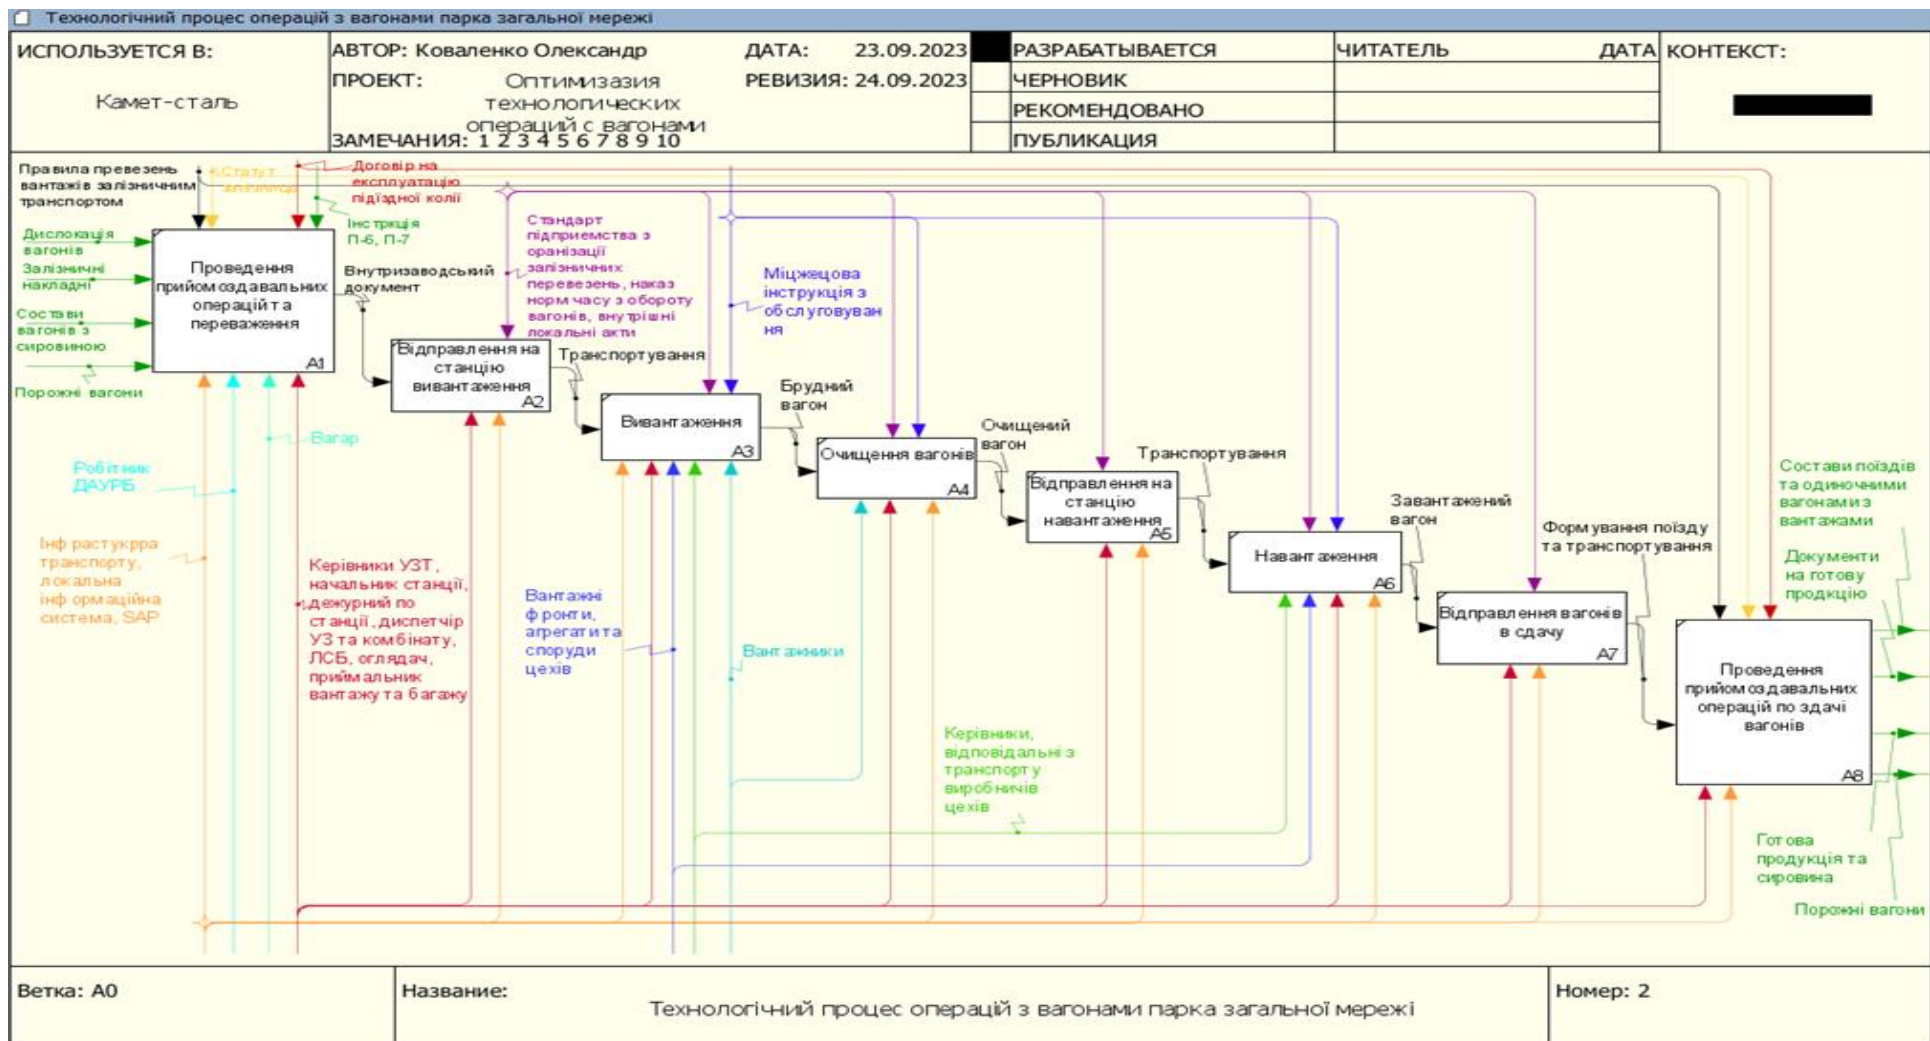 Технологічний процес операцій з вагонами парка загальної мережі
ИСПОЛЬЗУЕТСЯ В:
Камет-сталь
АВТОР: Коваленко Олександр
ДАТА: 23.09.2023
ПРОЕКТ: Оптимизазия
технологических
операций с вагонами
РЕВИЗИЯ: 24.09.2023
ЗАМЕЧАНИЯ: 1 2 3 4 5 6 7 8 9 10
РАЗРАБАТЫВАЕТСЯ
ЧЕРНОВИК
РЕКОМЕНДОВАНО
ПУБЛИКАЦИЯ
ЧИТАТЕЛЬ
ДАТА
КОНТЕКСТ:
Правила превезень
вантажів залізничним
транспортом
Статут
Договір на
експлуатацію
під'їздної колії
Інстркція
П-6, П-7
Дислокація
вагонів
Залізничні
накладні
Состави
вагонів з
сировиною
Порожні вагони
Проведення
прийомоздавальних
операцій та
переваження
A1
Внутризаводський
документ
Стандарт
підприемства з
оранізації
залізничних
перевезень, наказ
норм часу з обороту
вагонів, внутрішні
локальні акти
Міцжецова
інструкція з
обслуговуван
ня
Відправлення на
станцію
вивантаження
A2
Транспортування
Вивантаження
A3
Брудний
вагон
Очищення вагонів
A4
Очищений
вагон
Відправлення на
станцію
навантаження
A5
Транспортування
Навантаження
A6
Завантажений
вагон
Відправлення вагонів
в сдачу
A7
Формування поїзду
та транспортування
Проведення
прийомоздавальних
операцій по здачі
вагонів
A8
Состави поїздів
та одиночними
вагонами з
вантажами
Документи
на готову
продкцію
Готова
продукція та
сировина
Порожні вагони
Вагар
Робітник
ДАУРБ
Інфрастукрра
транспорту,
локальна
інформаційна
система, SAP
Керівники УЗТ,
начальник станції,
дежурний по
станції, диспетчір
УЗ та комбінату,
ЛСБ, оглядач,
приймальник
вантажу та багажу
Вантажні
фронти,
агрегати та
споруди
цехів
Вантажники
Керівники,
відповідальні з
транспорту
виробничів
цехів
Ветка: A0
Название:
Технологічний процес операцій з вагонами парка загальної мережі
Номер: 2